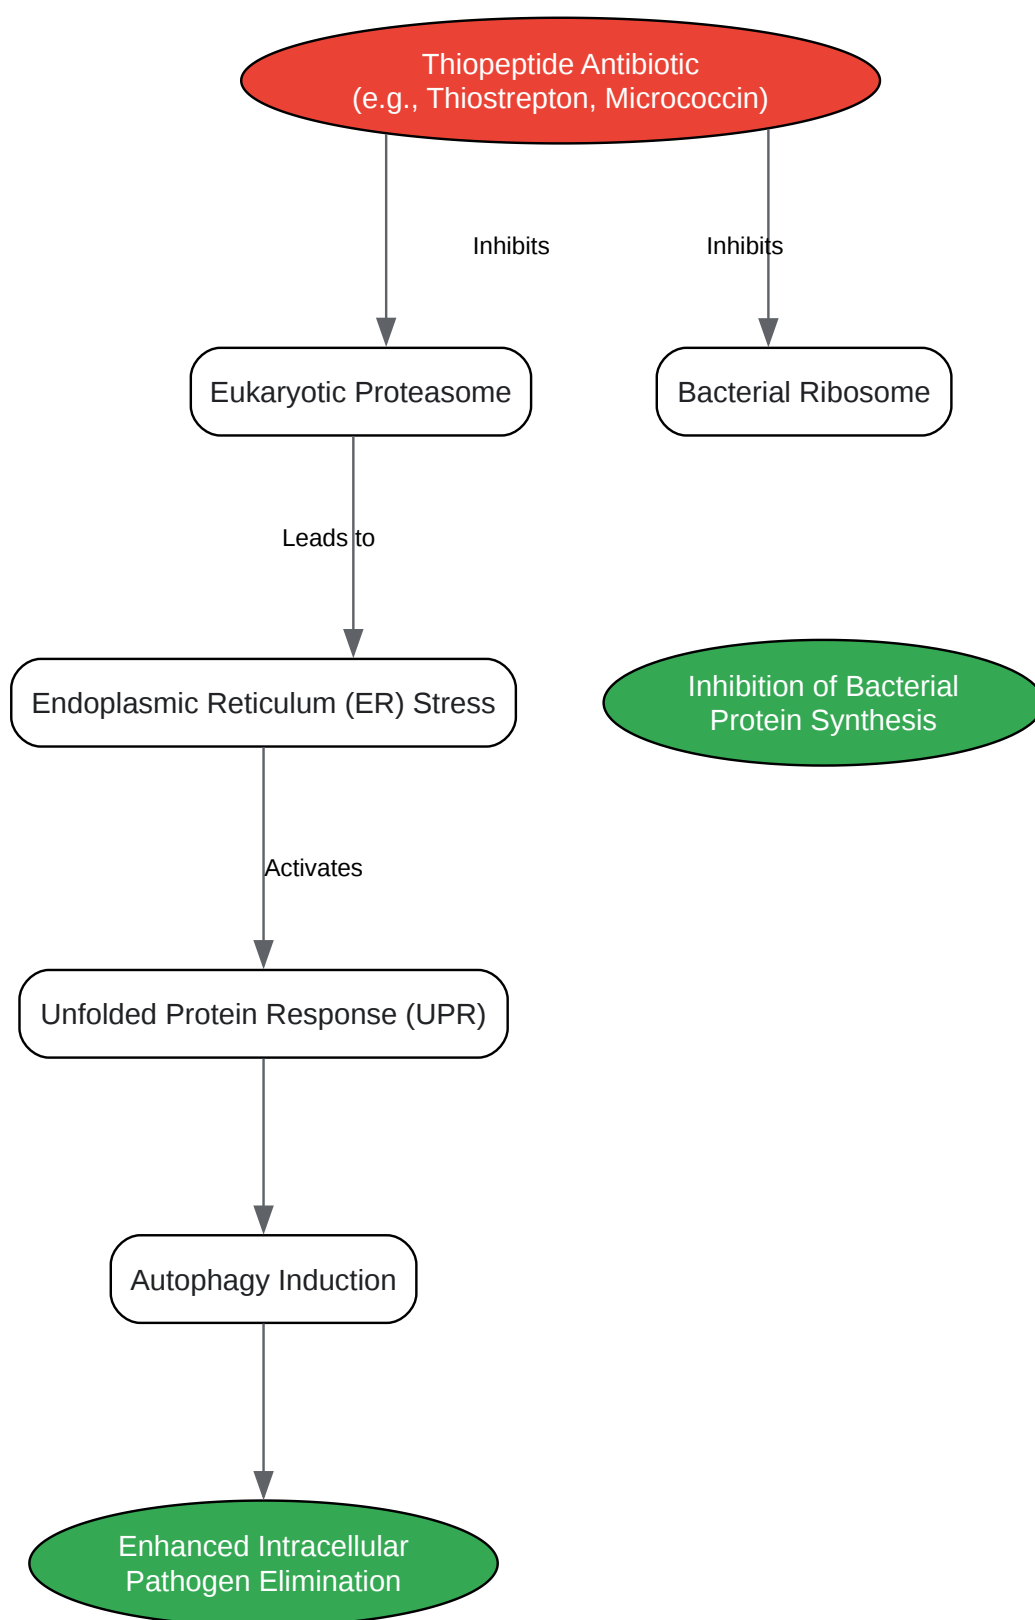 Thiopeptide Antibiotic
(e.g., Thiostrepton, Micrococcin)
Inhibits
Inhibits
Eukaryotic Proteasome
Bacterial Ribosome
Leads to
Endoplasmic Reticulum (ER) Stress
Inhibition of Bacterial
Protein Synthesis
Activates
Unfolded Protein Response (UPR)
Autophagy Induction
Enhanced Intracellular
Pathogen Elimination